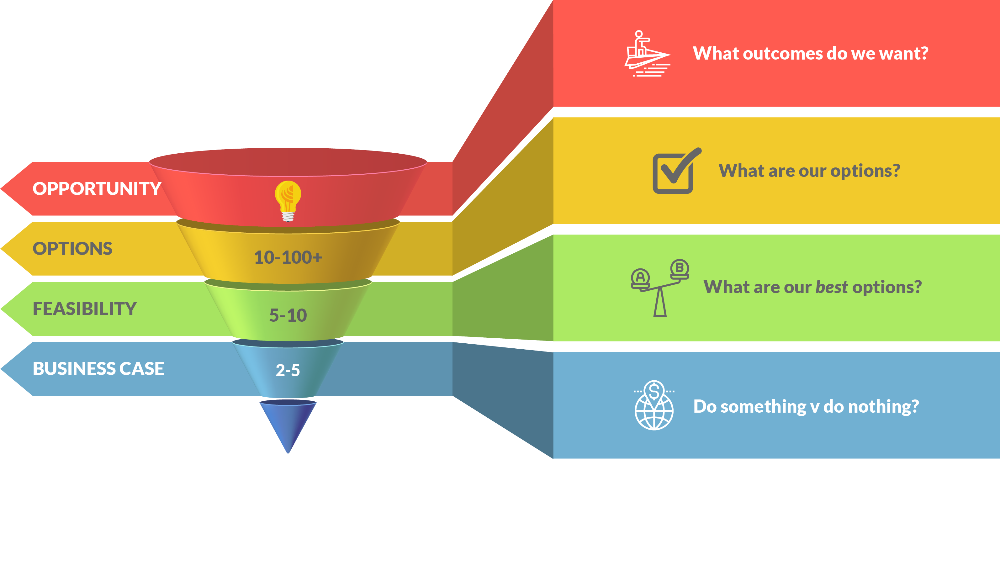 OPPORTUNITY
What outcomes do we want?
OPTIONS
10-100+
What are our options?
FEASIBILITY
5-10
A
B
What are our best options?
BUSINESS CASE
2-5
$
Do something v do nothing?